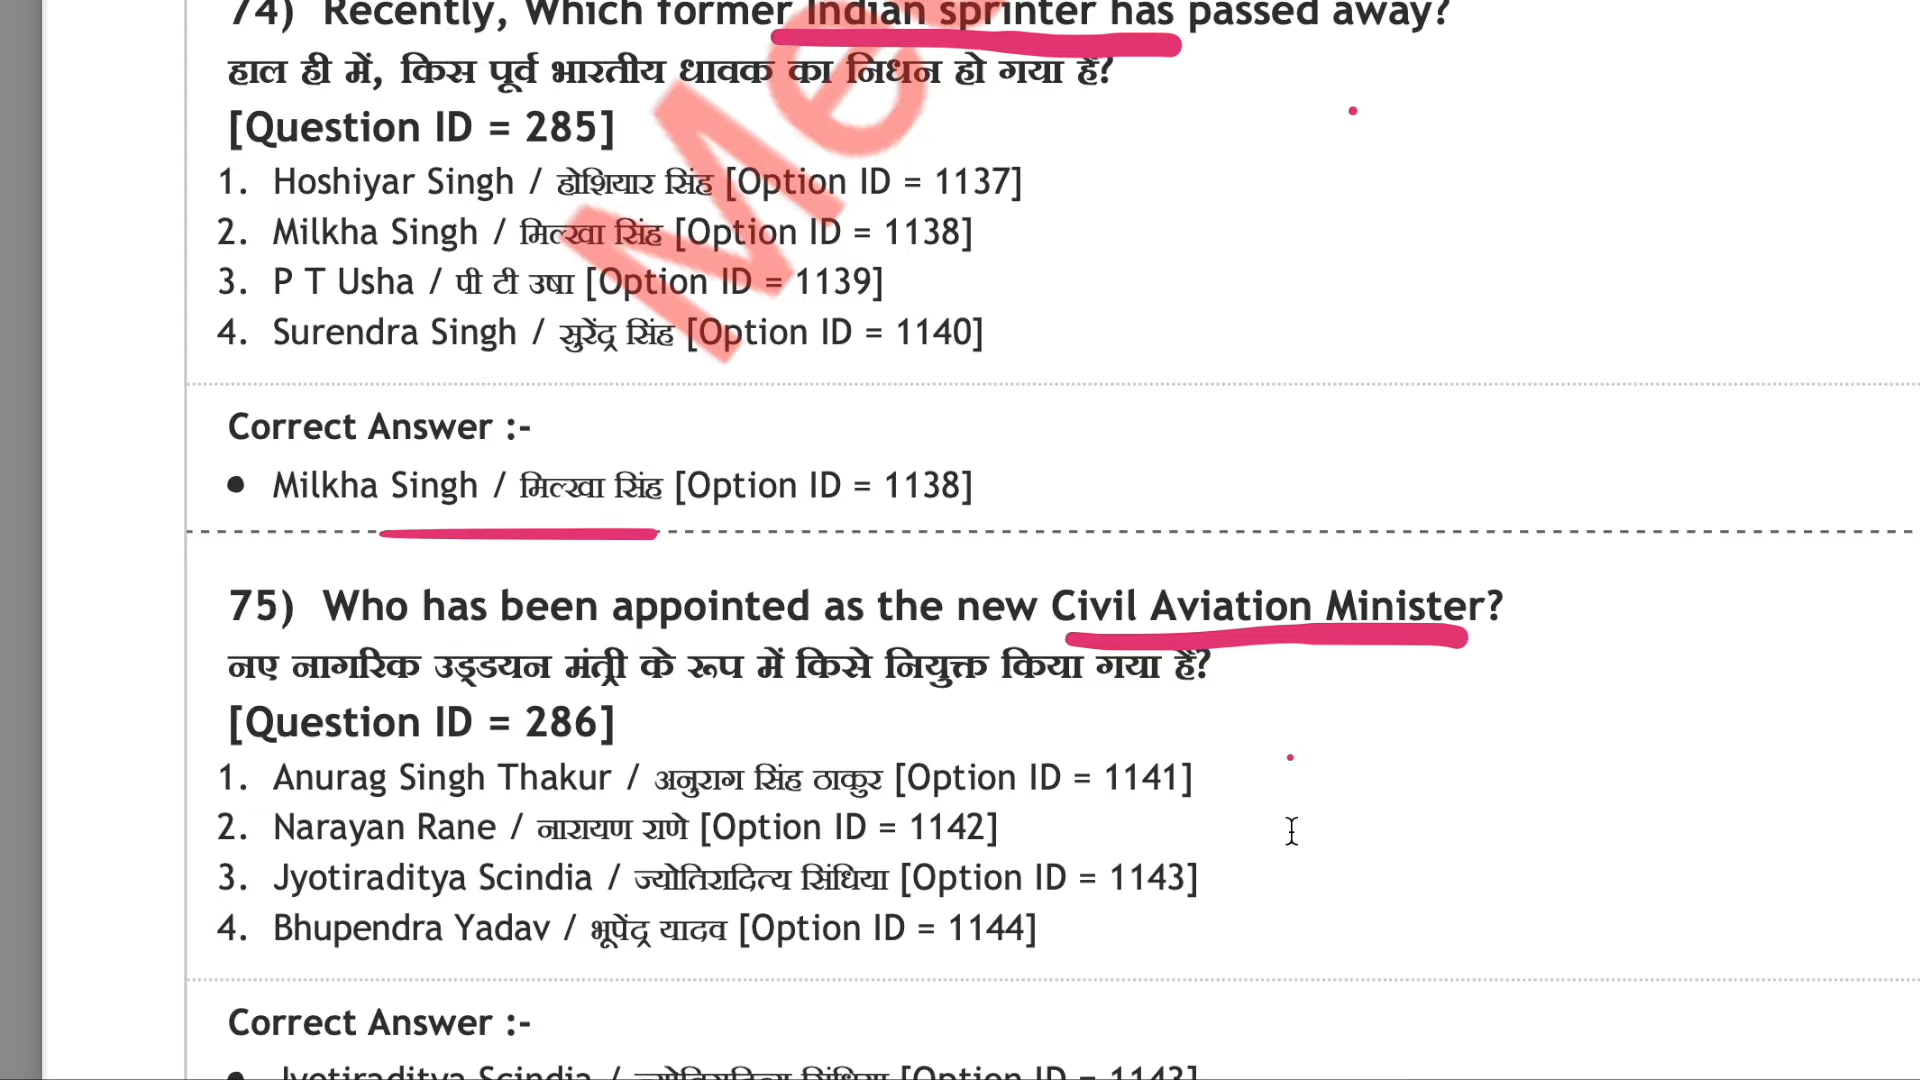 74) Recently, Which former Indian sprinter has passed away?
हाल ही में, किस पूर्व भारतीय धावक का निधन हो गया है?
[Question ID = 285]
1. Hoshiyar Singh / होशियार सिंह [Option ID = 1137]
2. Milkha Singh / मिल्खा सिंह [Option ID = 1138]
3. P T Usha / पी टी उषा [Option ID = 1139]
4. Surendra Singh / सुरेंद्र सिंह [Option ID = 1140]
Correct Answer :-
• Milkha Singh / मिल्खा सिंह [Option ID = 1138]
75) Who has been appointed as the new Civil Aviation Minister?
नए नागरिक उड्डयन मंत्री के रूप में किसे नियुक्त किया गया है?
[Question ID = 286]
1. Anurag Singh Thakur / अनुराग सिंह ठाकुर [Option ID = 1141]
2. Narayan Rane / नारायण राणे [Option ID = 1142]
3. Jyotiraditya Scindia / ज्योतिरादित्य सिंधिया [Option ID = 1143]
4. Bhupendra Yadav / भूपेंद्र यादव [Option ID = 1144]
Correct Answer :-
• Jyotiraditya Scindia / ज्योतिरादित्य सिंधिया [Option ID = 1143]